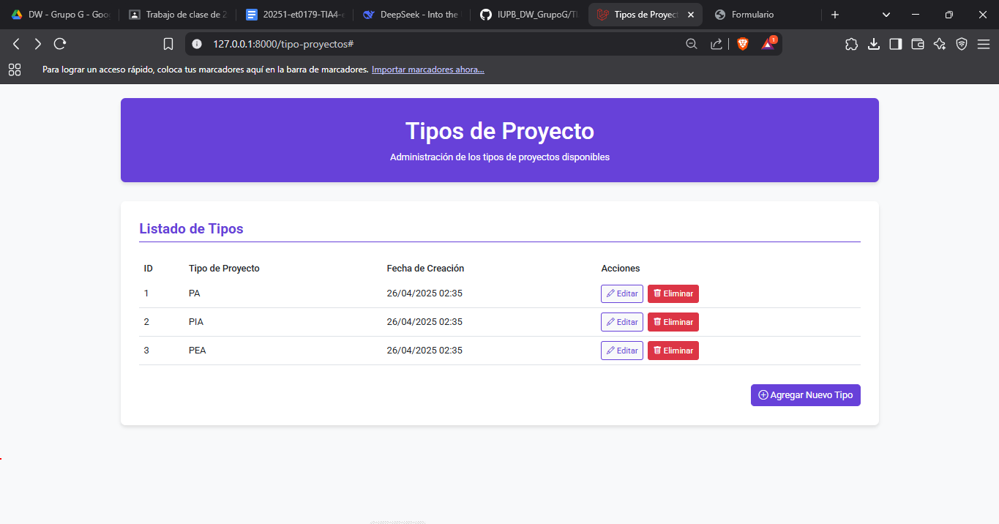 DW - Grupo G - Goo
Trabajo de clase de 2
20251-et0179-TIA4-e
DeepSeek - Into the
IUPB_DW_GrupoG/TI
Tipos de Proyect
Formulario
127.0.0.1:8000/tipo-proyectos#
1
Para lograr un acceso rápido, coloca tus marcadores aquí en la barra de marcadores. Importar marcadores ahora...
Tipos de Proyecto
Administración de los tipos de proyectos disponibles
Listado de Tipos
ID Tipo de Proyecto Fecha de Creación Acciones
1 PA 26/04/2025 02:35 Editar Eliminar
2 PIA 26/04/2025 02:35 Editar Eliminar
3 PEA 26/04/2025 02:35 Editar Eliminar
Agregar Nuevo Tipo